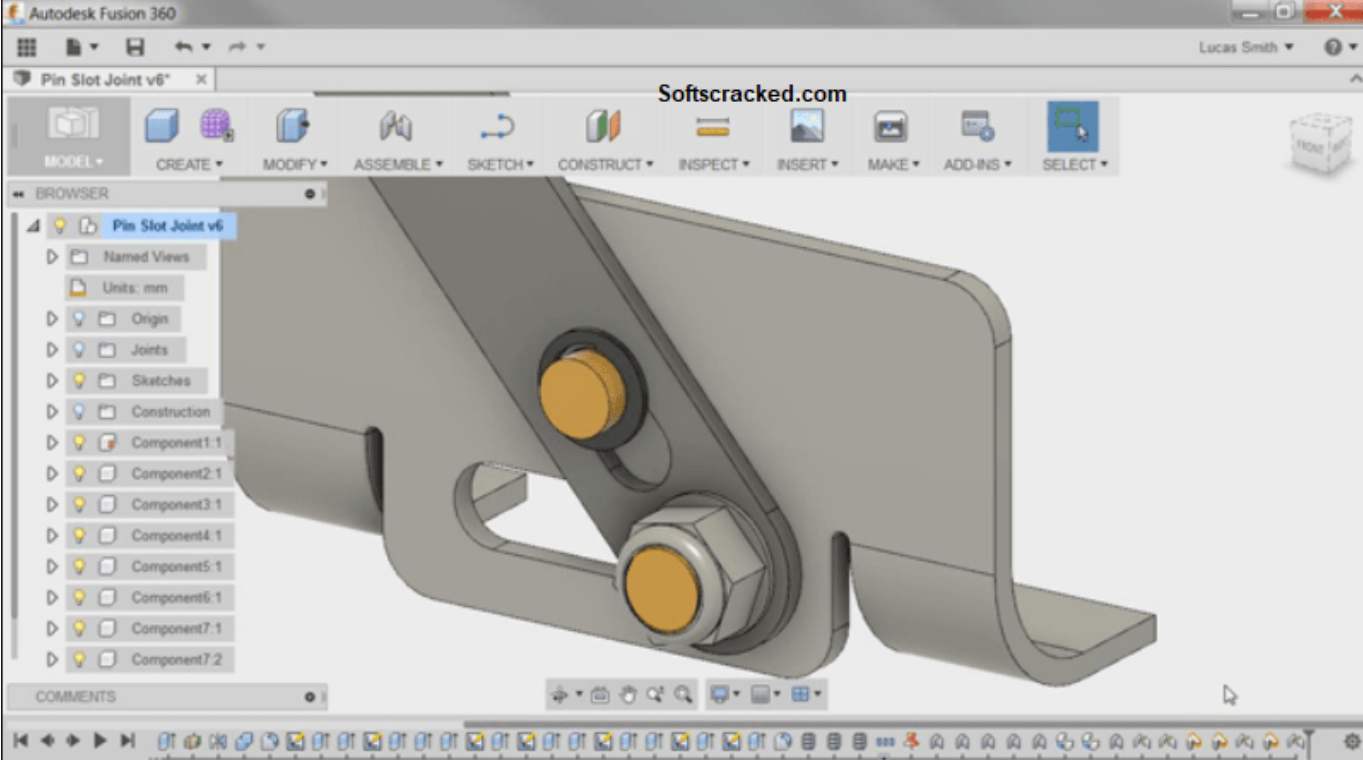 Autodesk Fusion 360
Lucas Smith
Pin Slot Joint v6*
Softscracked.com
MODEL
CREATE
MODIFY
ASSEMBLE
SKETCH
CONSTRUCT
INSPECT
INSERT
MAKE
ADD-INS
SELECT
FRONT
BROWSER
Pin Slot Joint v6
Named Views
Units: mm
Origin
Joints
Sketches
Construction
Component1:1
Component2:1
Component3:1
Component4:1
Component5:1
Component6:1
Component7:1
Component7:2
COMMENTS